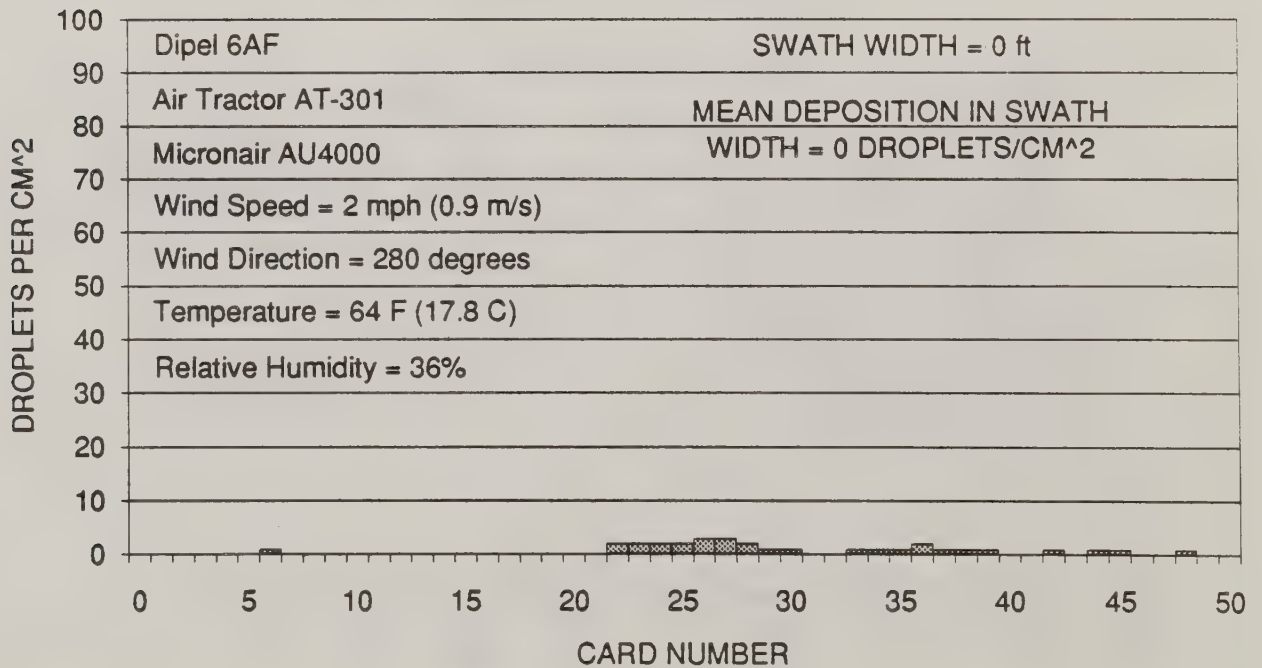 100
90
80
70
60
50
40
30
20
10
0
DROPLETS PER CM^2
Dipel 6AF
SWATH WIDTH = 0 ft
Air Tractor AT-301
MEAN DEPOSITION IN SWATH
WIDTH = 0 DROPLETS/CM^2
Micronair AU4000
Wind Speed = 2 mph (0.9 m/s)
Wind Direction = 280 degrees
Temperature = 64 F (17.8 C)
Relative Humidity = 36%
0 5 10 15 20 25 30 35 40 45 50
CARD NUMBER